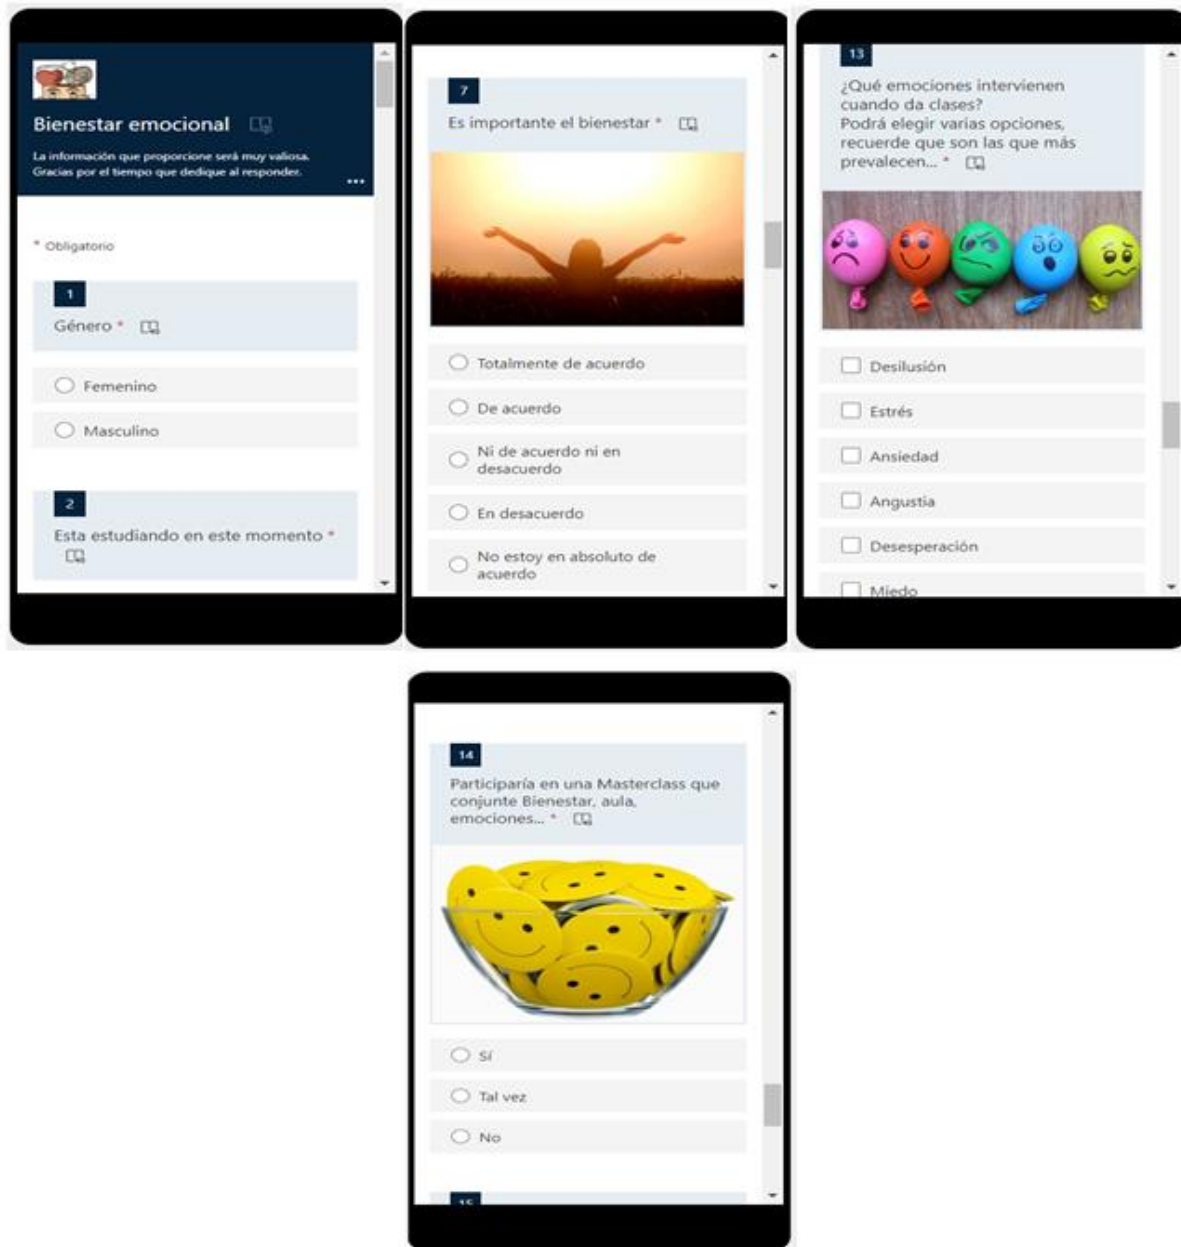 Bienestar emocional
La información que proporcione será muy valiosa.
Gracias por el tiempo que dedique al responder.
* Obligatorio
1
Género *
Femenino
Masculino
2
Esta estudiando en este momento *
7
Es importante el bienestar *
Totalmente de acuerdo
De acuerdo
Ni de acuerdo ni en
desacuerdo
En desacuerdo
No estoy en absoluto de
acuerdo
13
¿Qué emociones intervienen
cuando da clases?
Podrá elegir varias opciones,
recuerde que son las que más
prevalecen... *
Desilusión
Estrés
Ansiedad
Angustia
Desesperación
Miedo
14
Participaría en una Masterclass que
conjunte Bienestar, aula,
emociones... *
Sí
Tal vez
No
15